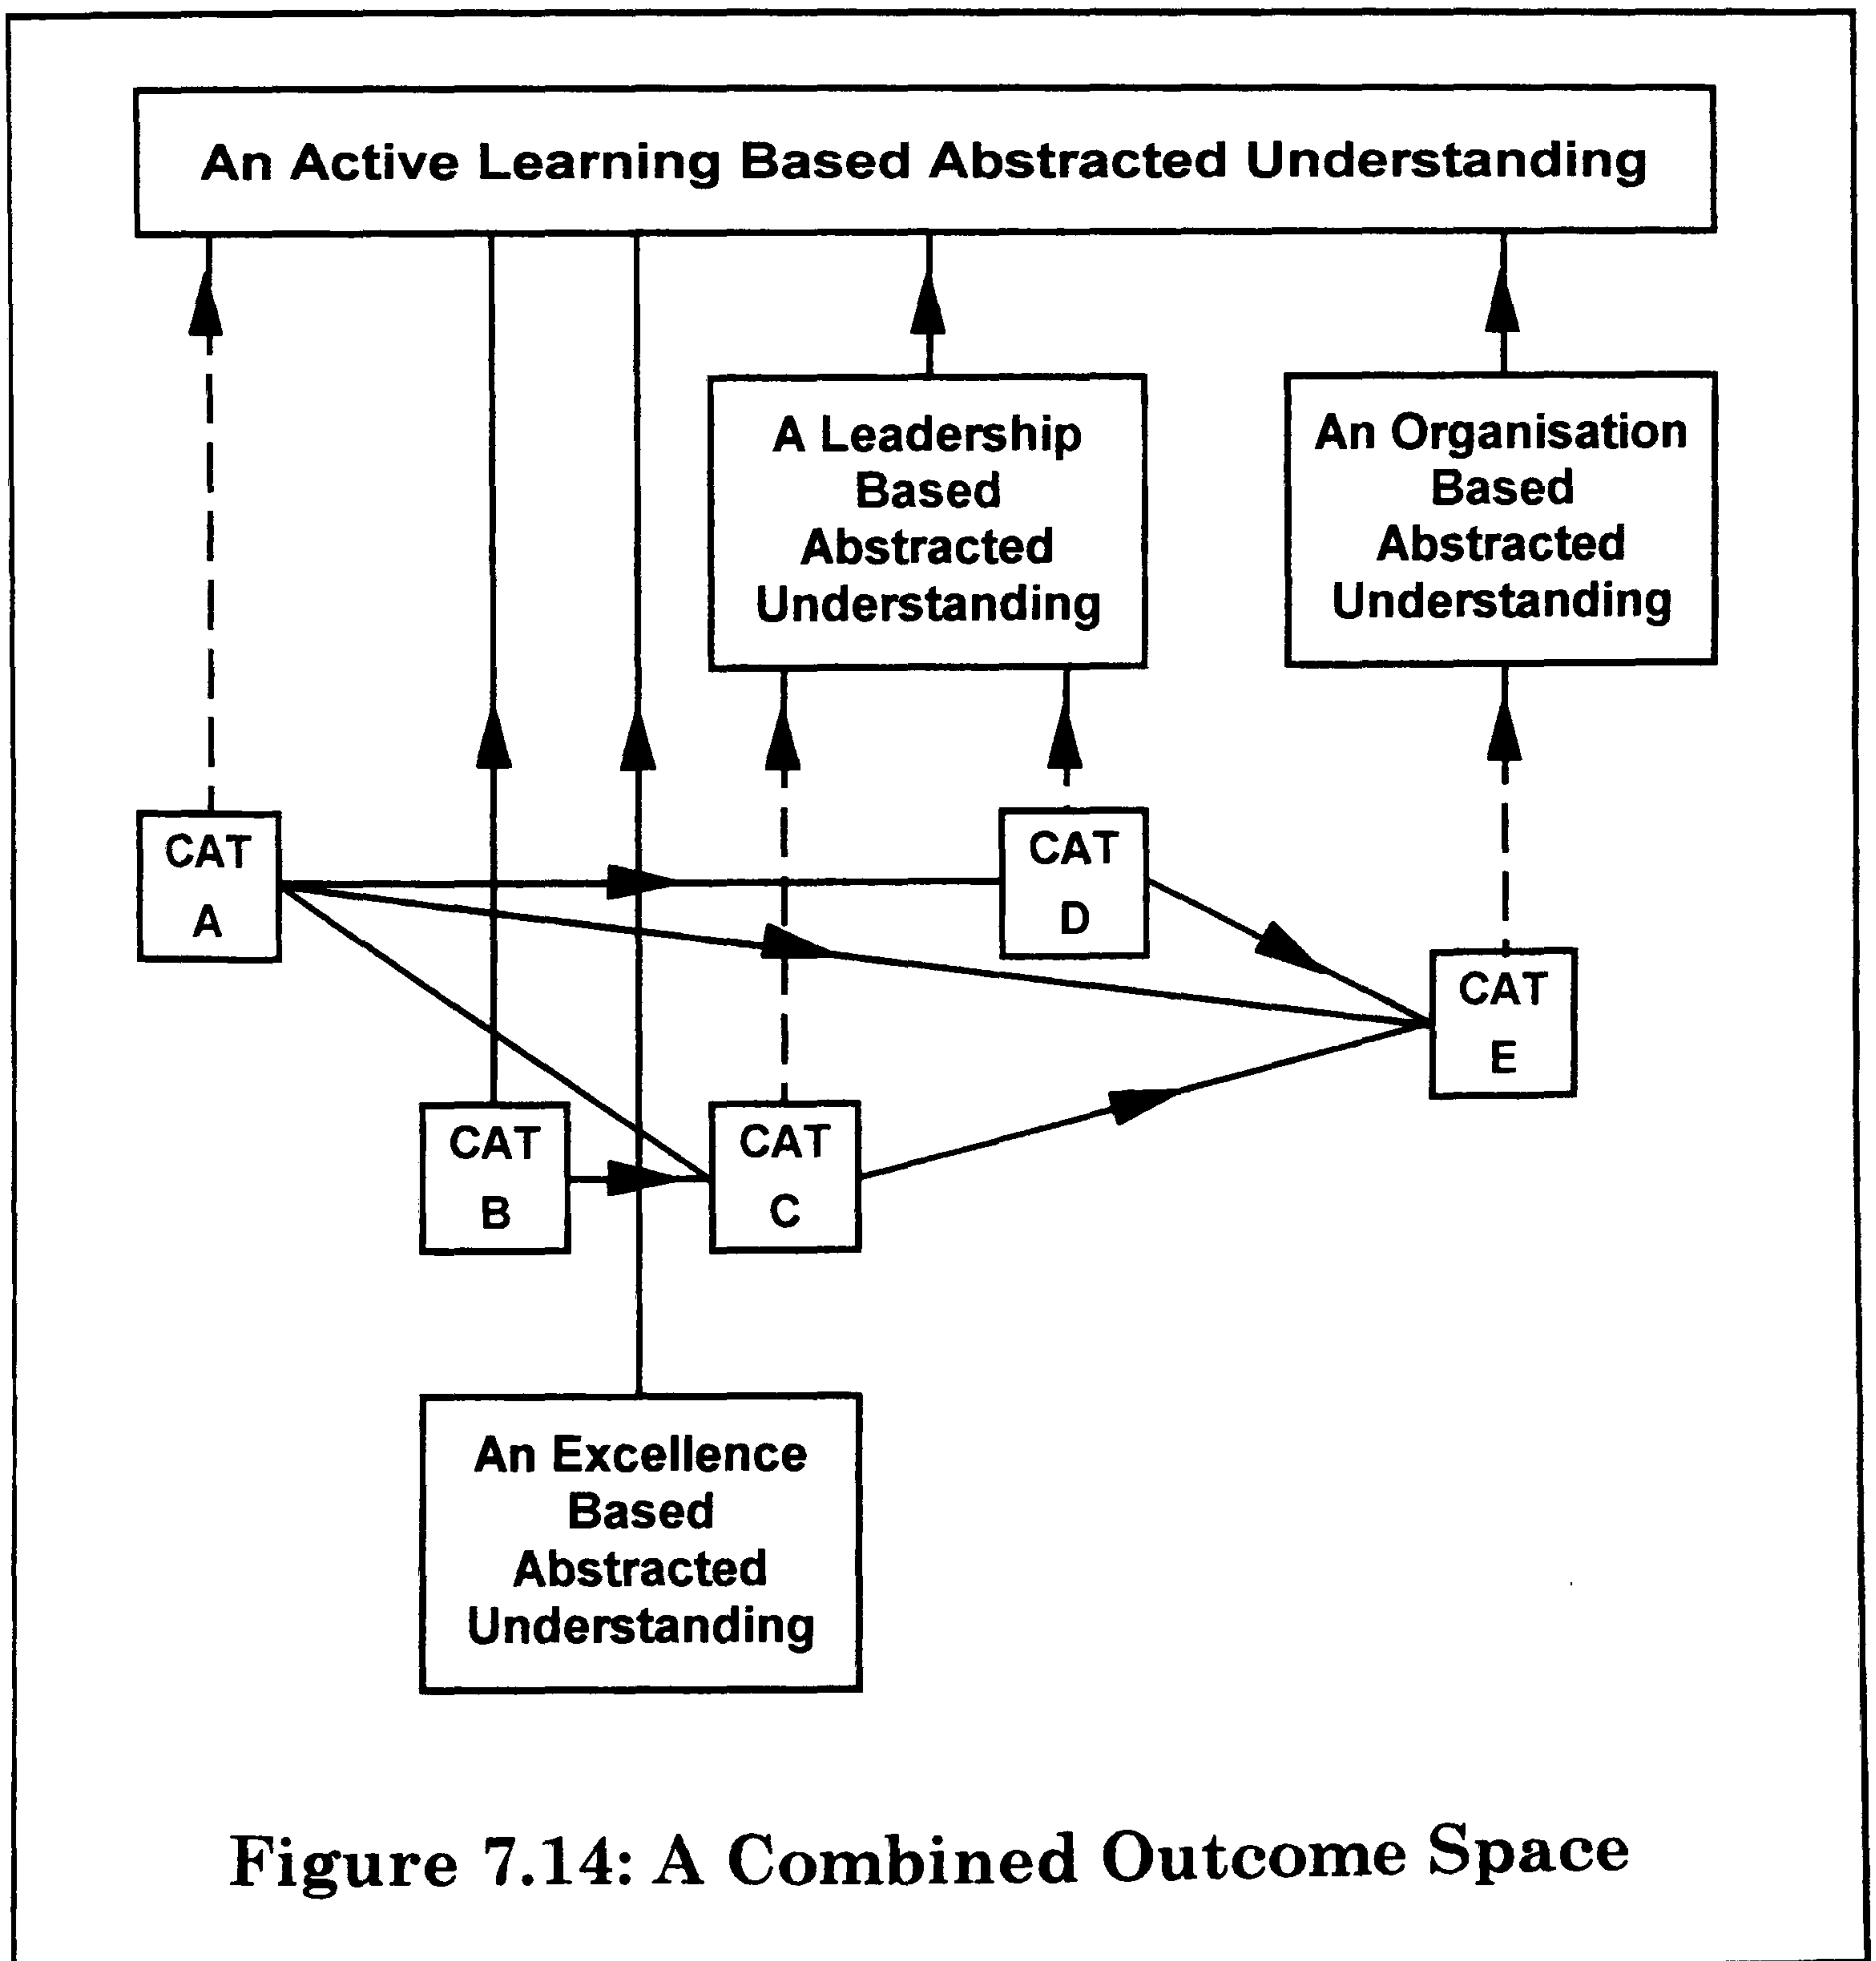 An Active Learning Based Abstracted Understanding
A Leadership
Based
Abstracted
Understanding
An Organisation
Based
Abstracted
Understanding
CAT
A
CAT
D
CAT
E
CAT
B
CAT
C
An Excellence
Based
Abstracted
Understanding
Figure 7.14: A Combined Outcome Space